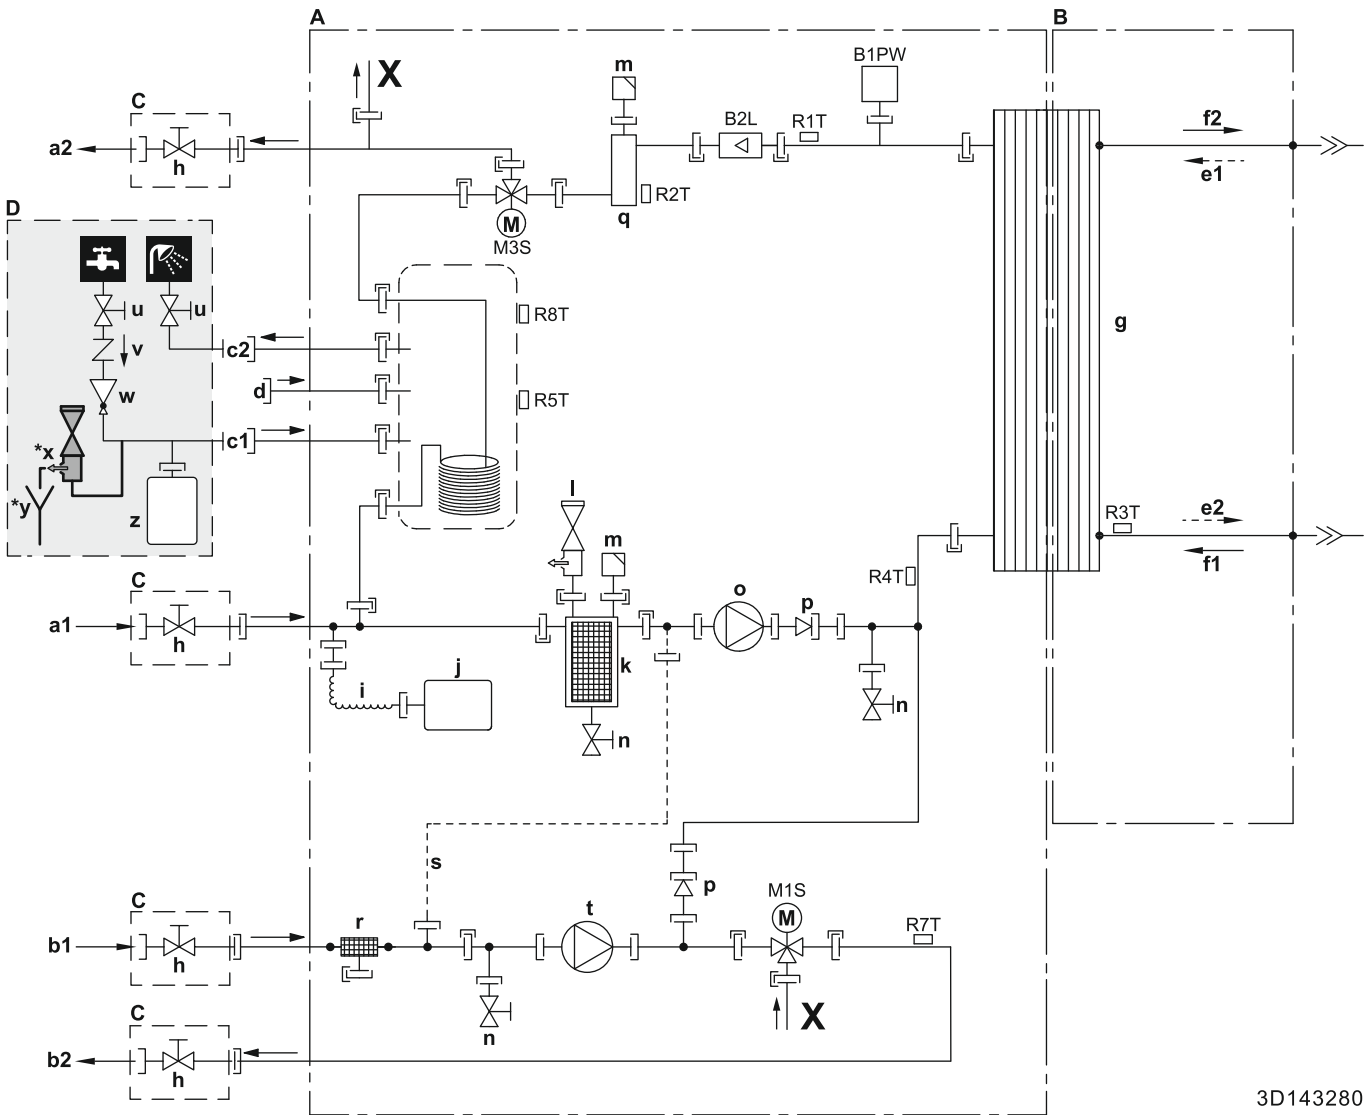 A
B
B1PW
X
m
C
B2L
R1T
f2
a2
h
e1
D
R2T
q
M
M3S
u
u
R8T
g
v
c2
d
w
R5T
c1
*x
l
*y
z
R3T
e2
m
C
R4T
f1
o
p
a1
h
k
j
i
n
n
s
p
M1S
C
r
t
M
R7T
b1
h
X
C
n
b2
h
3D143280